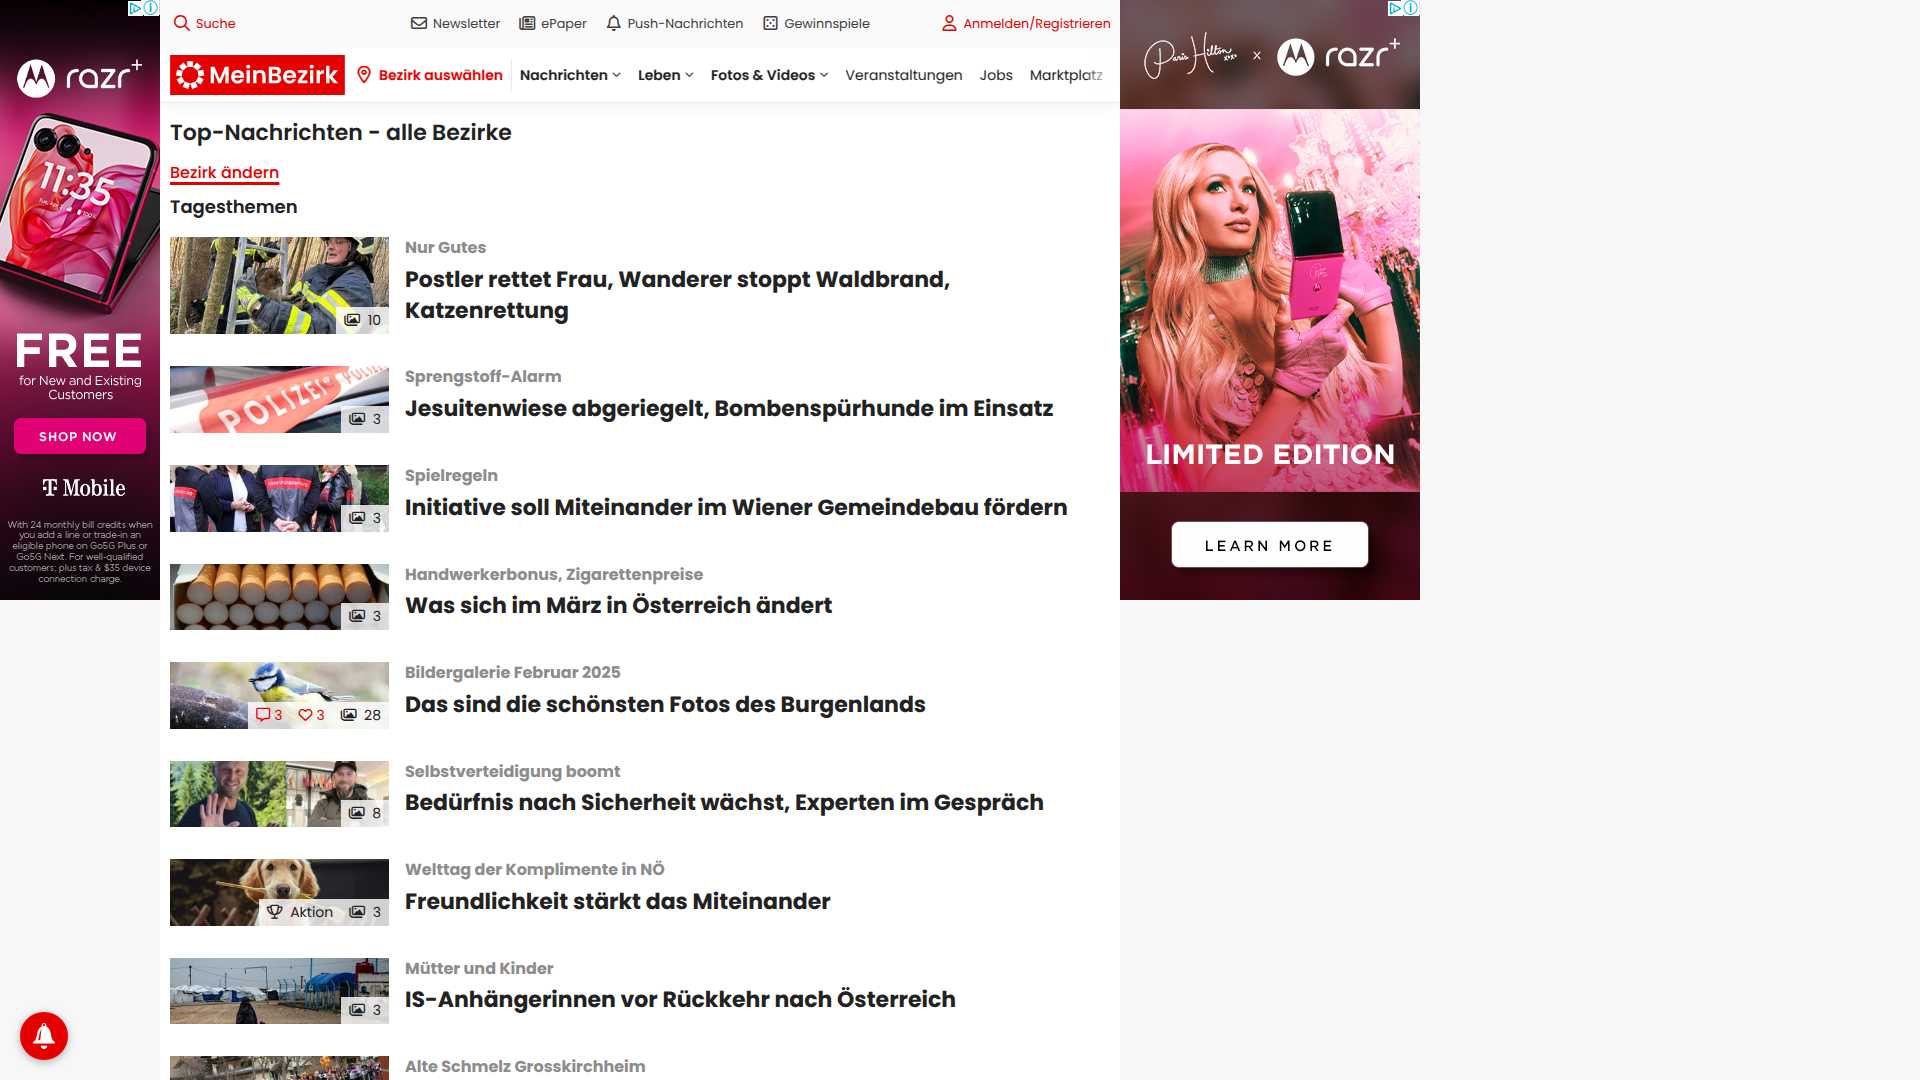 Suche
Newsletter
ePaper
Push-Nachrichten
Gewinnspiele
Anmelden/Registrieren
MeinBezirk
Bezirk auswählen
Nachrichten
Leben
Fotos & Videos
Veranstaltungen
Jobs
Marktplatz
Top-Nachrichten - alle Bezirke
Bezirk ändern
Tagesthemen
Nur Gutes
Postler rettet Frau, Wanderer stoppt Waldbrand,
Katzenrettung
10
Sprengstoff-Alarm
Jesuitenwiese abgeriegelt, Bombenspürhunde im Einsatz
POLIZEI
3
Spielregeln
Initiative soll Miteinander im Wiener Gemeindebau fördern
3
Handwerkerbonus, Zigarettenpreise
Was sich im März in Österreich ändert
3
Bildergalerie Februar 2025
Das sind die schönsten Fotos des Burgenlands
3 3 28
Selbstverteidigung boomt
Bedürfnis nach Sicherheit wächst, Experten im Gespräch
8
Welttag der Komplimente in NÖ
Freundlichkeit stärkt das Miteinander
Aktion 3
Mütter und Kinder
IS-Anhängerinnen vor Rückkehr nach Österreich
3
Alte Schmelz Grosskirchheim
razr+
11:35
FREE
for New and Existing
Customers
SHOP NOW
T Mobile
With 24 monthly bill credits when
you add a line or trade-in an
eligible phone on Go5G Plus or
Go5G Next. For well-qualified
customers; plus tax & $35 device
connection charge.
Paris Hilton x razr+
LIMITED EDITION
LEARN MORE